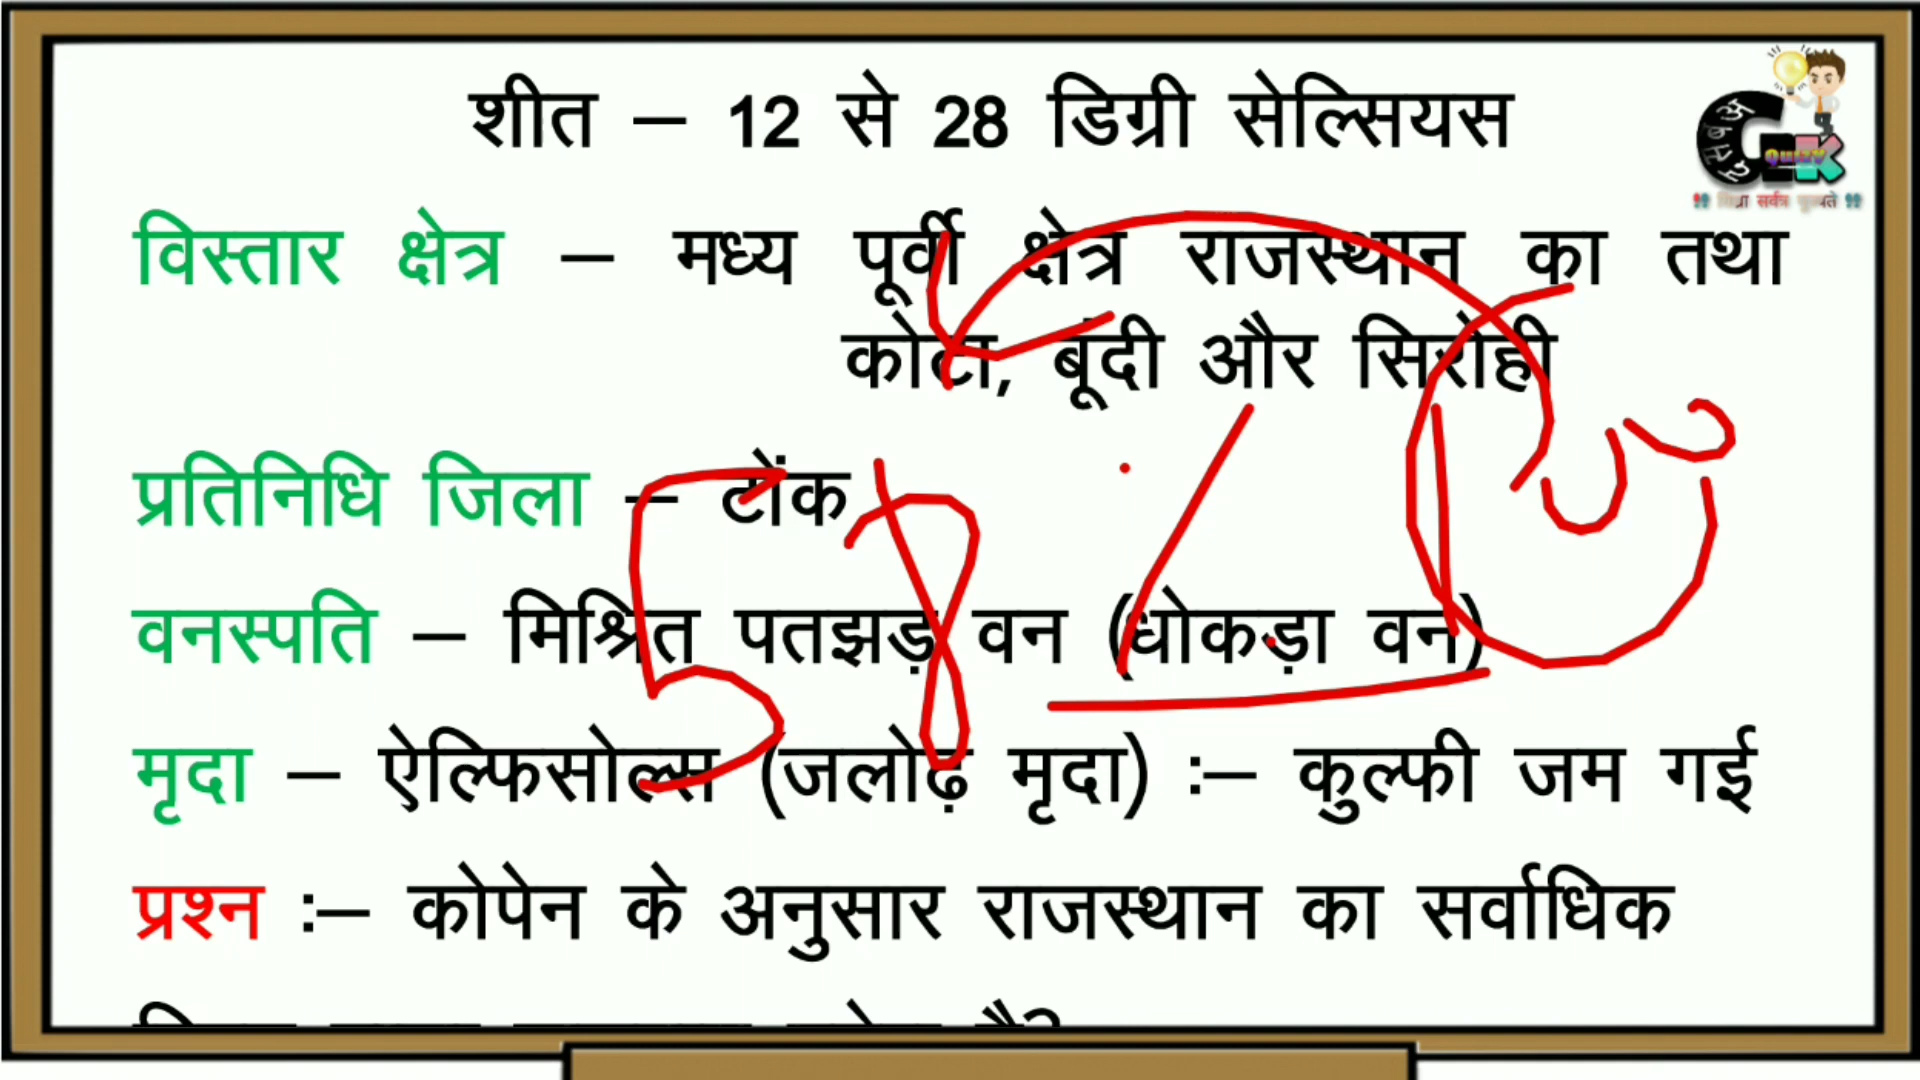 शीत – 12 से 28 डिग्री सेल्सियस
विस्तार क्षेत्र – मध्य पूर्वी क्षेत्र राजस्थान का तथा
कोटा, बूंदी और सिरोही
प्रतिनिधि जिला – टोंक
वनस्पति – मिश्रित पतझड़ वन (धोकड़ा वन)
मृदा – ऐल्फिसोल्स (जलोढ़ मृदा) :– कुल्फी जम गई
प्रश्न :– कोपेन के अनुसार राजस्थान का सर्वाधिक